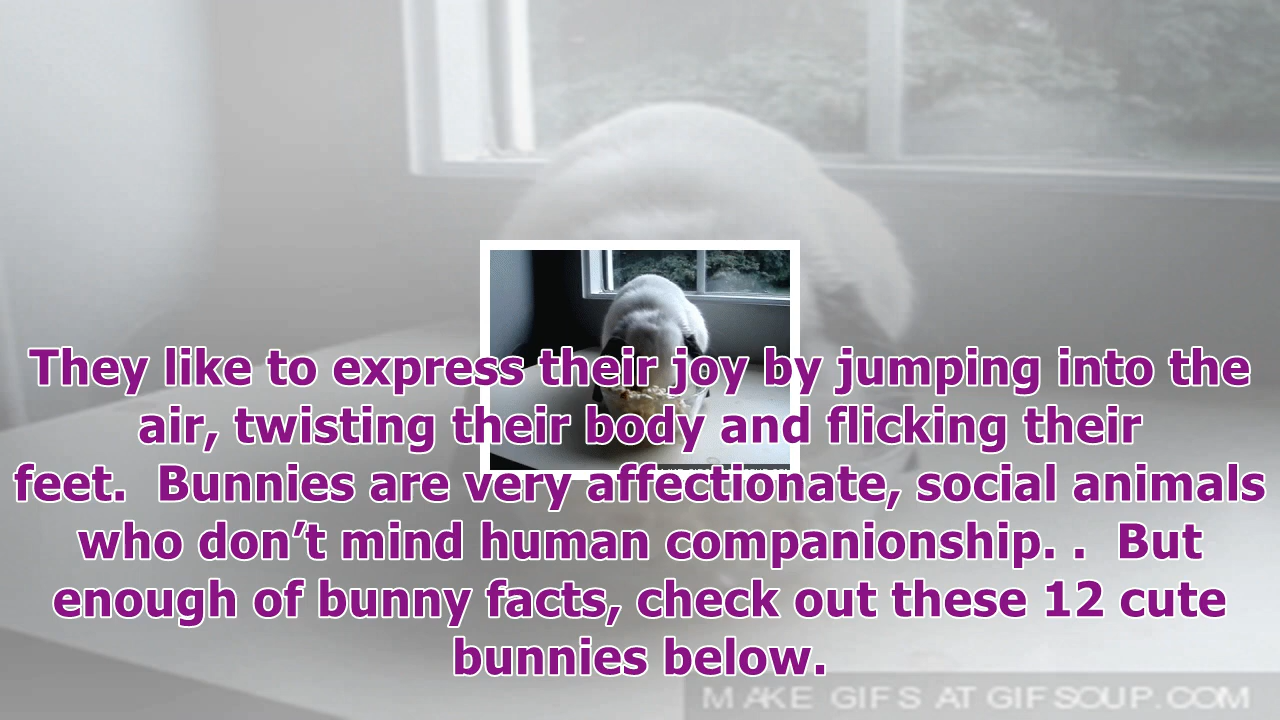 They like to express their joy by jumping into the
air, twisting their body and flicking their
feet.  Bunnies are very affectionate, social animals
who don’t mind human companionship. .  But
enough of bunny facts, check out these 12 cute
bunnies below.
MAKE GIFS AT GIFSOUP.COM